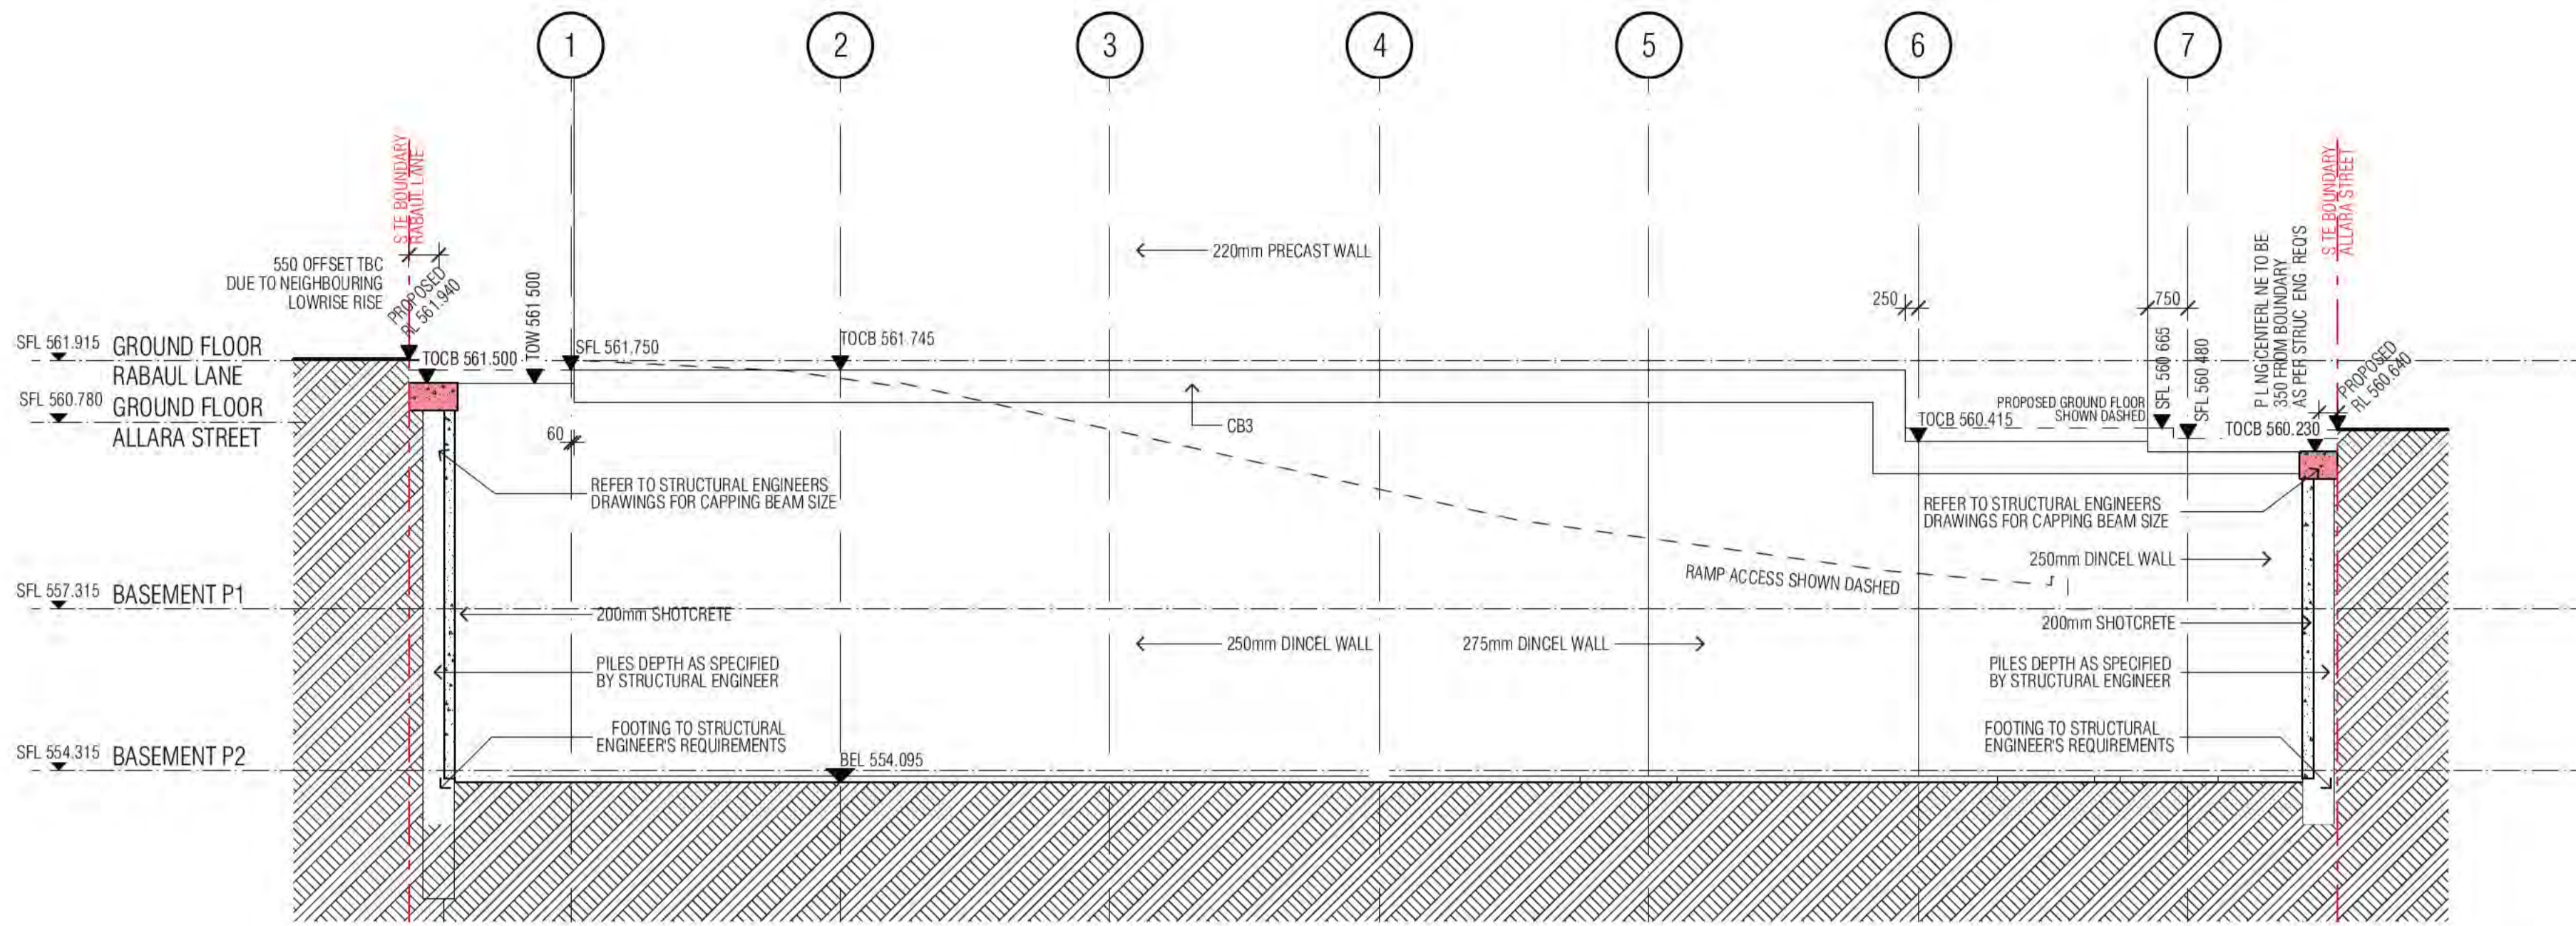 1
2
3
4
5
6
7
S TE BOUNDARY
RABAUL LANE
S TE BOUNDARY
ALLARA STREET
550 OFFSET TBC
DUE TO NEIGHBOURING
LOWRISE RISE
PROPOSED
RL 561.940
TOW 561 500
220mm PRECAST WALL
250
750
SFL 560 665
SFL 560.480
P L NG CENTERL NE TO BE
350 FROM BOUNDARY
AS PER STRUC ENG REQ'S
PROPOSED
RL 560.640
SFL 561.915 GROUND FLOOR
RABAUL LANE
TOCB 561.500
SFL 561.750
TOCB 561.745
SFL 560.780 GROUND FLOOR
ALLARA STREET
PROPOSED GROUND FLOOR
SHOWN DASHED
TOCB 560.415
TOCB 560.230
60
CB3
REFER TO STRUCTURAL ENGINEERS
DRAWINGS FOR CAPPING BEAM SIZE
REFER TO STRUCTURAL ENGINEERS
DRAWINGS FOR CAPPING BEAM SIZE
250mm DINCEL WALL
RAMP ACCESS SHOWN DASHED
SFL 557.315 BASEMENT P1
200mm SHOTCRETE
200mm SHOTCRETE
250mm DINCEL WALL
275mm DINCEL WALL
PILES DEPTH AS SPECIFIED
BY STRUCTURAL ENGINEER
PILES DEPTH AS SPECIFIED
BY STRUCTURAL ENGINEER
FOOTING TO STRUCTURAL
ENGINEER'S REQUIREMENTS
FOOTING TO STRUCTURAL
ENGINEER'S REQUIREMENTS
SFL 554.315 BASEMENT P2
BEL 554.095